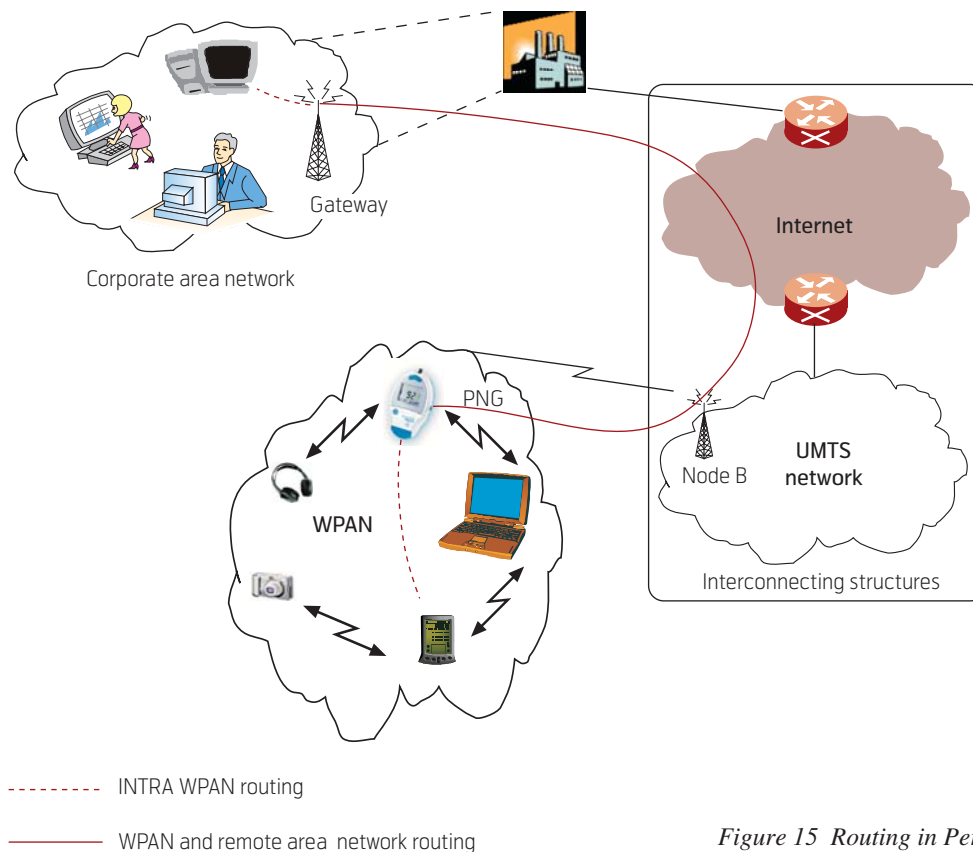 Gateway
Corporate area network
Internet
PNG
WPAN
Node B
UMTS
network
Interconnecting structures
INTRA WPAN routing
WPAN and remote area network routing
Figure 15 Routing in Per